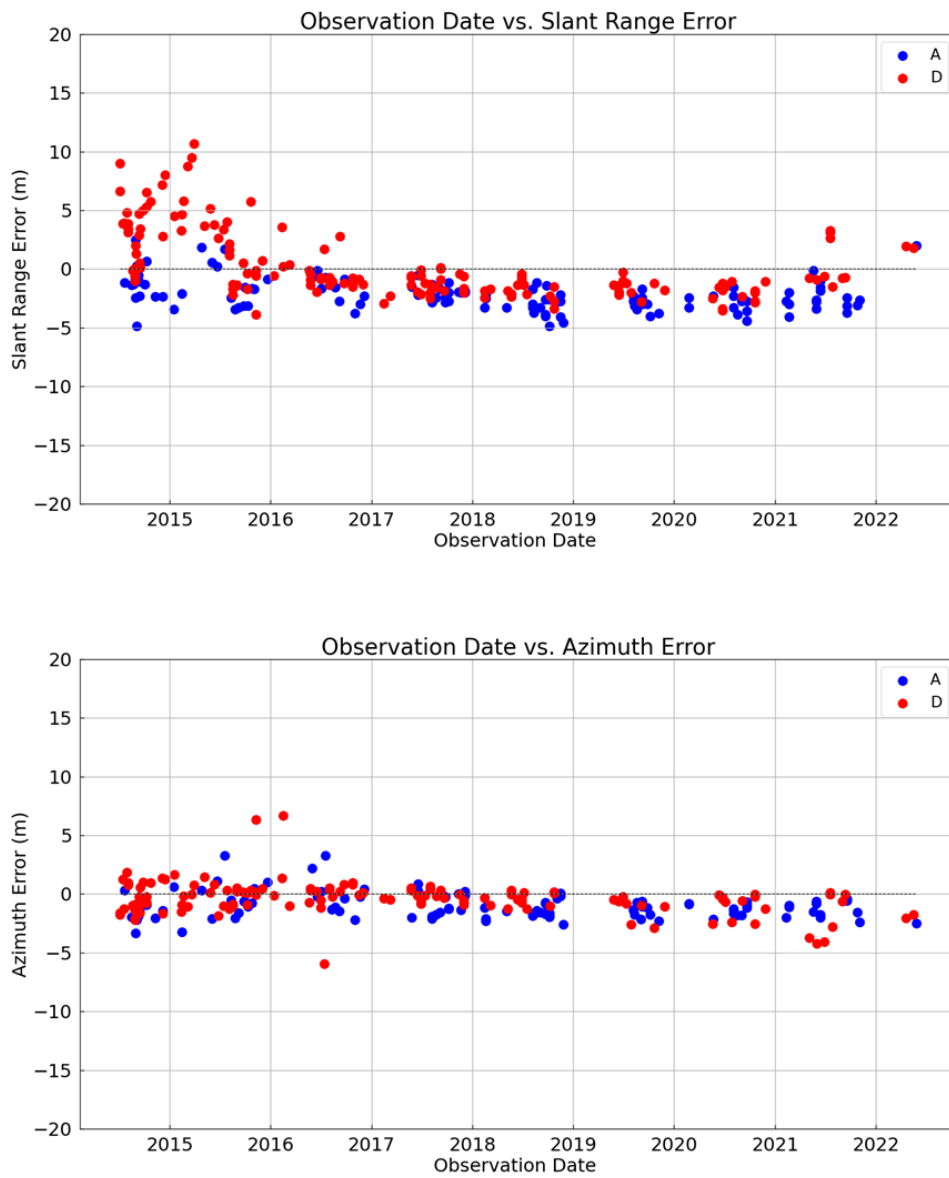 Observation Date vs. Slant Range Error
20
15
10
5
0
−5
−10
−15
−20
Slant Range Error (m)
A
D
2015 2016 2017 2018 2019 2020 2021 2022
Observation Date
Observation Date vs. Azimuth Error
20
15
10
5
0
−5
−10
−15
−20
Azimuth Error (m)
A
D
2015 2016 2017 2018 2019 2020 2021 2022
Observation Date